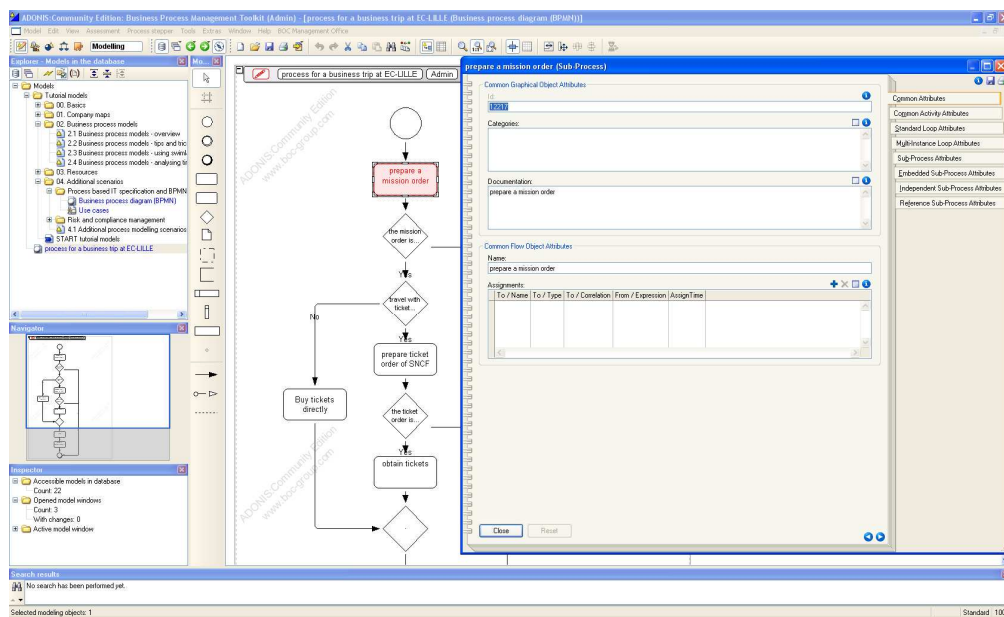 ADONIS:Community Edition: Business Process Management Toolkit (Admin) - [process for a business trip at EC-LILLE (Business process diagram (BPMN))]
Model Edit View Assessment Process stepper Tools Extras Window Help BOC Management Office
Modelling
Explorer - Models in the database
Models
Tutorial models
00. Basics
01. Company maps
02. Business process models
2.1 Business process models - overview
2.2 Business process models - tips and tric
2.3 Business process models - using swiml
2.4 Business process models - analysing tir
03. Resources
04. Additional scenarios
Process based IT specification and BPMN
Business process diagram (BPMN)
Use cases
Risk and compliance management
4.1 Additional process modelling scenarios
START tutorial models
process for a business trip at EC-LILLE
Navigator
Inspector
Accessible models in database
Count: 22
Opened model windows
Count: 3
With changes: 0
Active model window
Mo...
process for a business trip at EC-LILLE
Admin
ADONIS:Community Edition
www.boc-group.com
prepare a
mission order
the mission
order is...
Yes
travel with
ticket...
No
Yes
prepare ticket
order of SNCF
Buy tickets
directly
the ticket
order is...
Yes
obtain tickets
ADONIS:Community Edition
www.boc-group.com
prepare a mission order (Sub-Process)
Common Graphical Object Attributes
Id:
12217
Categories:
Documentation:
prepare a mission order
Common Flow Object Attributes
Name:
prepare a mission order
Assignments:
To / Name To / Type To / Correlation From / Expression AssignTime
Close
Reset
Common Attributes
Common Activity Attributes
Standard Loop Attributes
Multi-Instance Loop Attributes
Sub-Process Attributes
Embedded Sub-Process Attributes
Independent Sub-Process Attributes
Reference Sub-Process Attributes
Search results
No search has been performed yet.
Selected modeling objects: 1
Standard 100